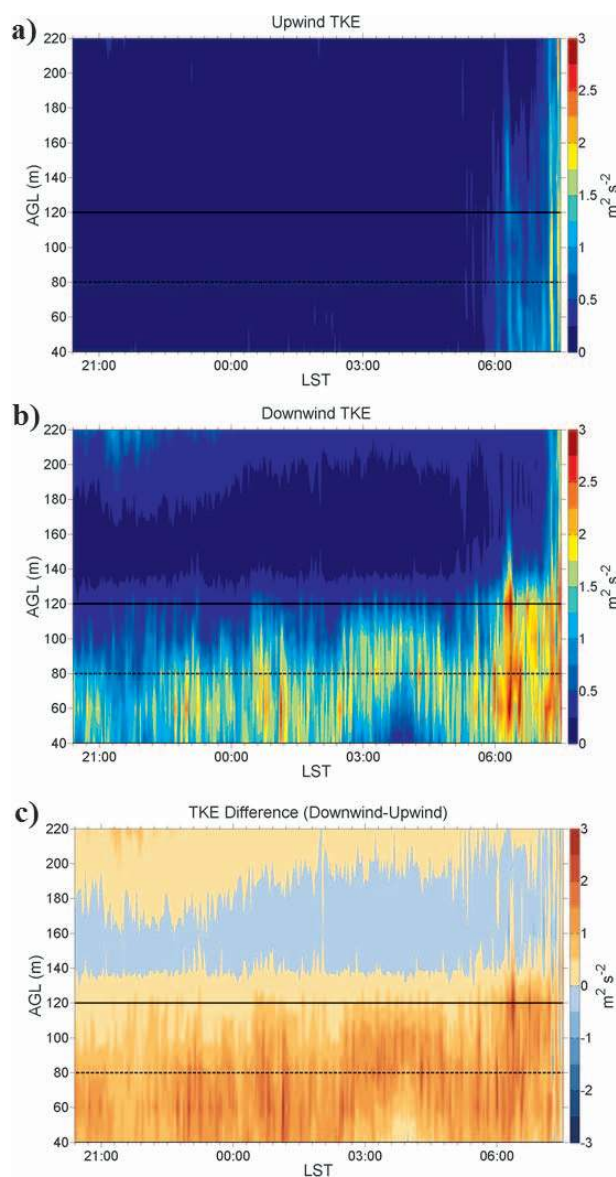 a)
Upwind TKE
220
200
180
160
140
120
100
80
60
40
AGL (m)
21:00 00:00 03:00 06:00
LST
3
2.5
2
1.5
1
0.5
0
m² s⁻²
b)
Downwind TKE
220
200
180
160
140
120
100
80
60
40
AGL (m)
21:00 00:00 03:00 06:00
LST
3
2.5
2
1.5
1
0.5
0
m² s⁻²
c)
TKE Difference (Downwind-Upwind)
220
200
180
160
140
120
100
80
60
40
AGL (m)
21:00 00:00 03:00 06:00
LST
3
2
1
0
-1
-2
-3
m² s⁻²